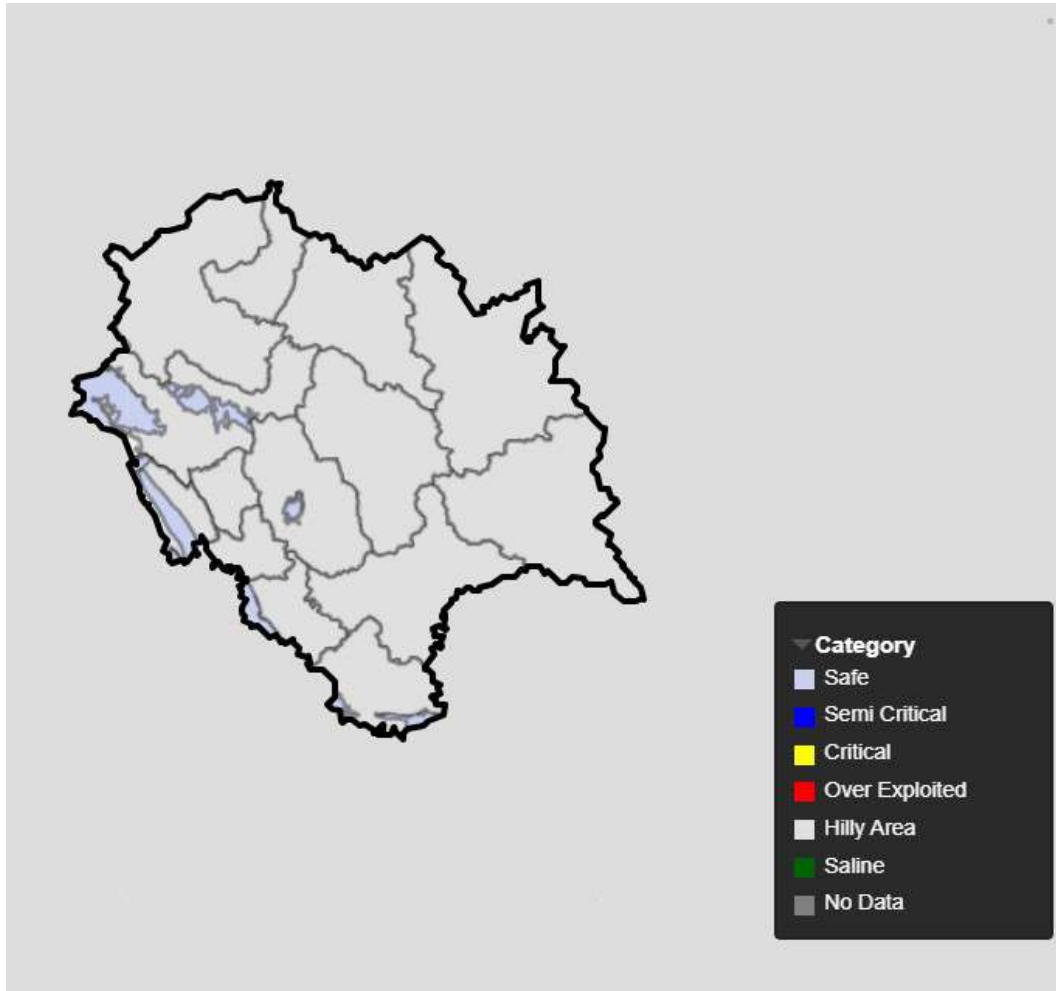 Category
Safe
Semi Critical
Critical
Over Exploited
Hilly Area
Saline
No Data